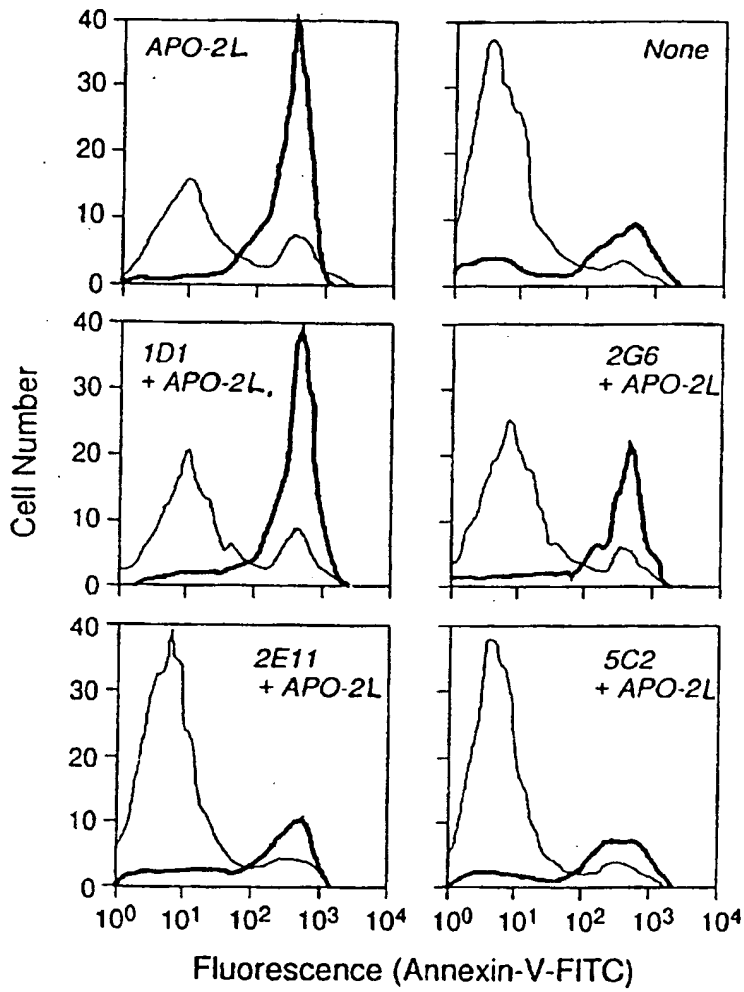 APO-2L
None
40
30
20
10
0
1D1
+ APO-2L.
2G6
+ APO-2L
40
30
20
10
0
2E11
+ APO-2L
5C2
+ APO-2L
40
30
20
10
0
Cell Number
10⁰ 10¹ 10² 10³ 10⁴
10⁰ 10¹ 10² 10³ 10⁴
Fluorescence (Annexin-V-FITC)